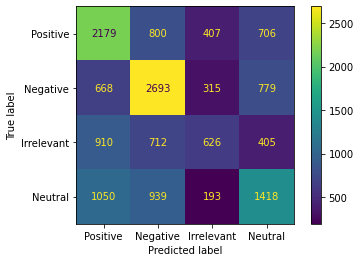 Positive 2179 800 407 706
Negative 668 2693 315 779
Irrelevant 910 712 626 405
Neutral 1050 939 193 1418
Positive Negative Irrelevant Neutral
Predicted label
True label
2500
2000
1500
1000
500